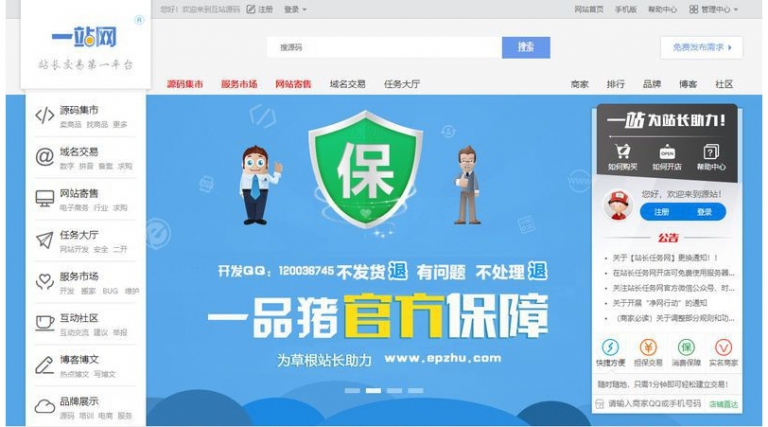 您好！欢迎来到互站源码 注册 登录
网站首页 手机版 帮助中心 管理中心
一站网
®
站长交易第一平台
搜源码
搜索
免费发布需求
源码集市 服务市场 网站寄售 域名交易 任务大厅
商家 排行 品牌 博客 社区
源码集市
卖商品 找商品 更多
域名交易
数字 拼音 备案 求购
网站寄售
电子商务 行业 求购
任务大厅
网站开发 安全 二开
服务市场
开发 搬家 BUG 维护
互动社区
互动交流 建议 举报
博客博文
热点博文 写博文
品牌展示
源码 培训 电商 服务
保
开发QQ：120036745 不发货 退 有问题 不处理 退
一品猪官方保障
为草根站长助力 www.epzhu.com
一站为站长助力！
OPEN
如何购买 如何开店 帮助中心
您好，欢迎来到源站！
注册 登录
公告
关于【站长任务网】更换通知！！
在站长任务网开店可免费使用服务器...
关注站长任务网官方微信公众号，时...
关于开展“净网行动”的通知
（商家必读）关于调整部分规则和功...
保
快捷方便 担保交易 消费保障 实名商家
随时随地，只需1分钟即可轻松建立交易！
请输入商家QQ或手机号码 店铺直达